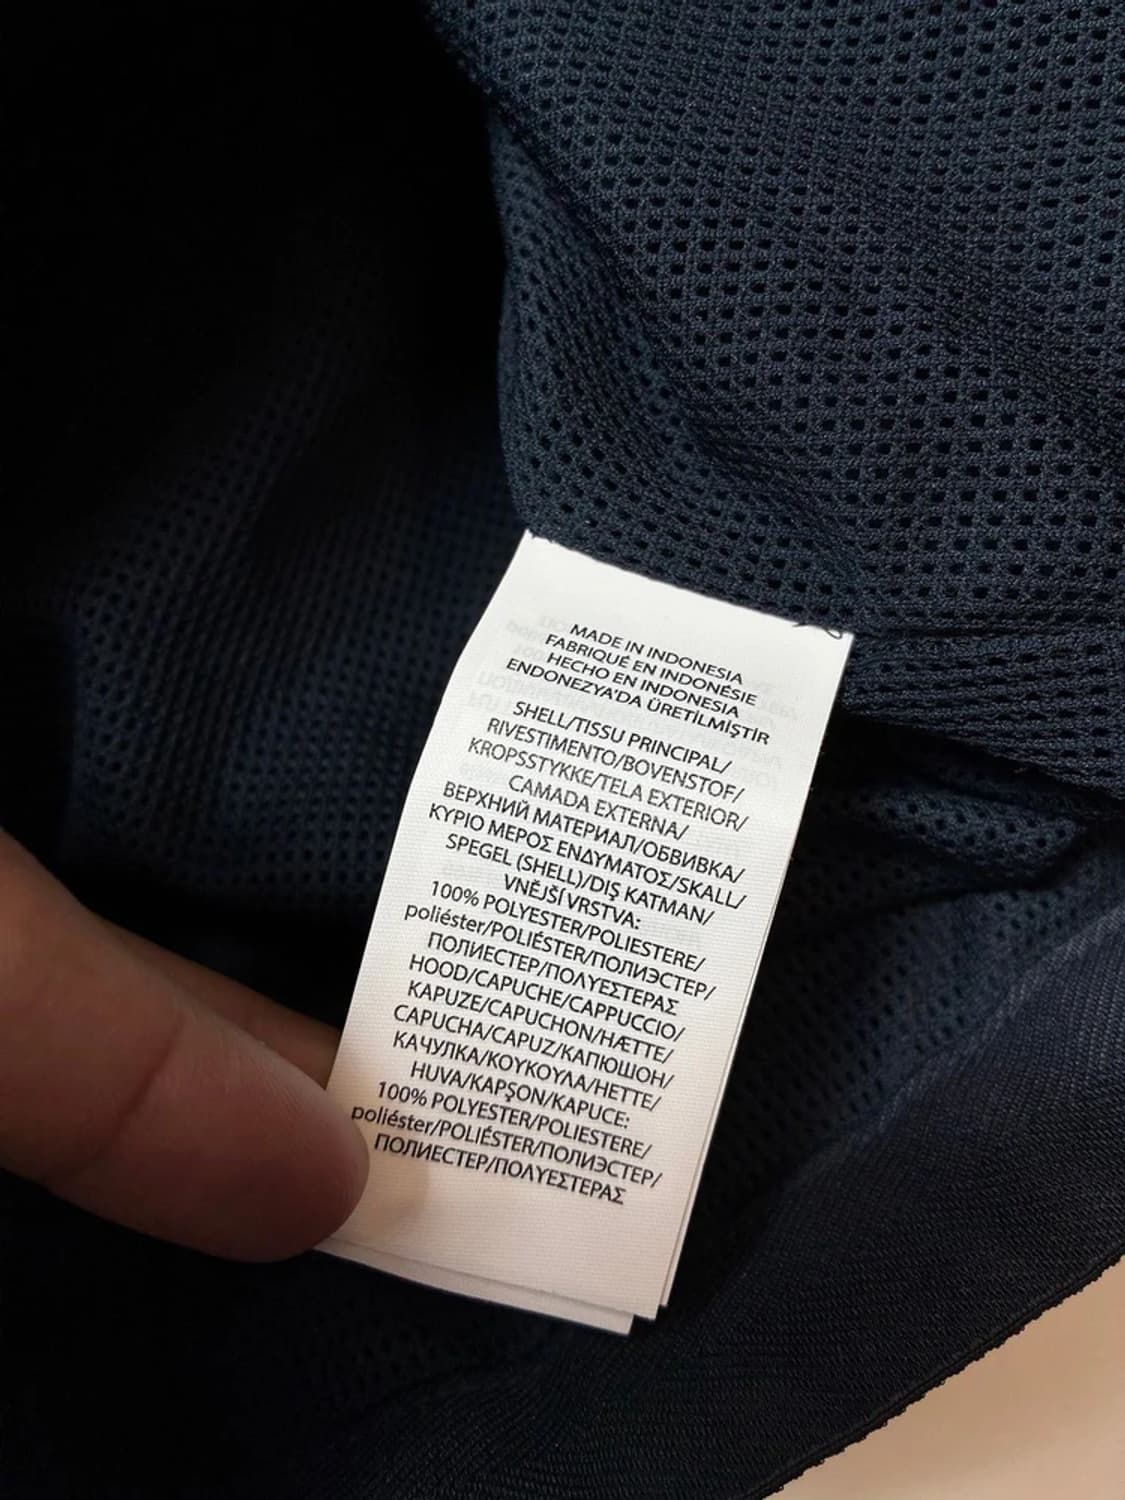 MADE IN INDONESIA
FABRIQUÉ EN INDONÉSIE
HECHO EN INDONESIA
ENDONEZYA'DA ÜRETİLMİŞTİR
SHELL/TISSU PRINCIPAL/
RIVESTIMENTO/BOVENSTOF/
KROPSSTYKKE/TELA EXTERIOR/
CAMADA EXTERNA/
ВЕРХНИЙ МАТЕРИАЛ/ОБВИВКА/
ΚΥΡΙΟ ΜΕΡΟΣ ΕΝΔΥΜΑΤΟΣ/SKALL/
SPEGEL (SHELL)/DIŞ KATMAN/
VNĚJŠÍ VRSTVA:
100% POLYESTER/POLIESTERE/
poliéster/POLIÉSTER/ПОЛИЭСТЕР/
ПОЛИЕСТЕР/ΠΟΛΥΕΣΤΕΡΑΣ
HOOD/CAPUCHE/CAPPUCCIO/
KAPUZE/CAPUCHON/HÆTTE/
CAPUCHA/CAPUZ/КАПЮШОН/
КАЧУЛКА/ΚΟΥΚΟΥΛΑ/HETTE/
HUVA/KAPŞON/KAPUCE:
100% POLYESTER/POLIESTERE/
poliéster/POLIÉSTER/ПОЛИЭСТЕР/
ПОЛИЕСТЕР/ΠΟΛΥΕΣΤΕΡΑΣ